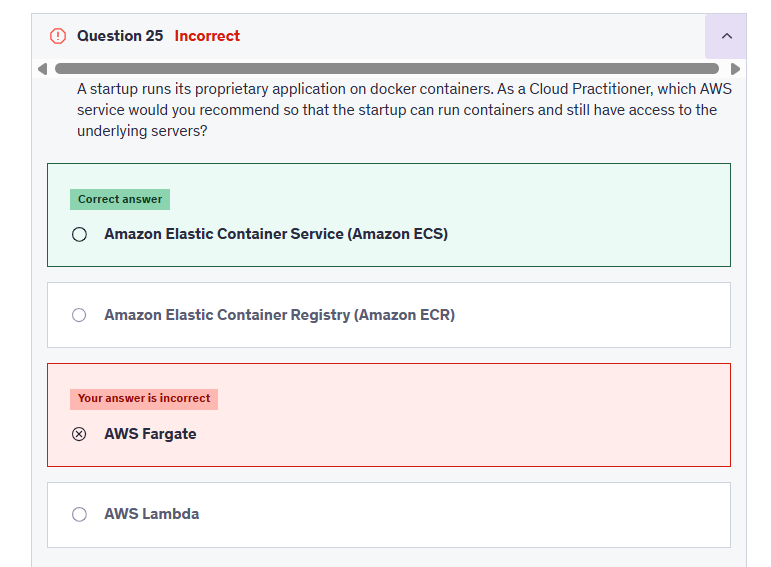 Question 25 Incorrect
A startup runs its proprietary application on docker containers. As a Cloud Practitioner, which AWS
service would you recommend so that the startup can run containers and still have access to the
underlying servers?
Correct answer
Amazon Elastic Container Service (Amazon ECS)
Amazon Elastic Container Registry (Amazon ECR)
Your answer is incorrect
AWS Fargate
AWS Lambda